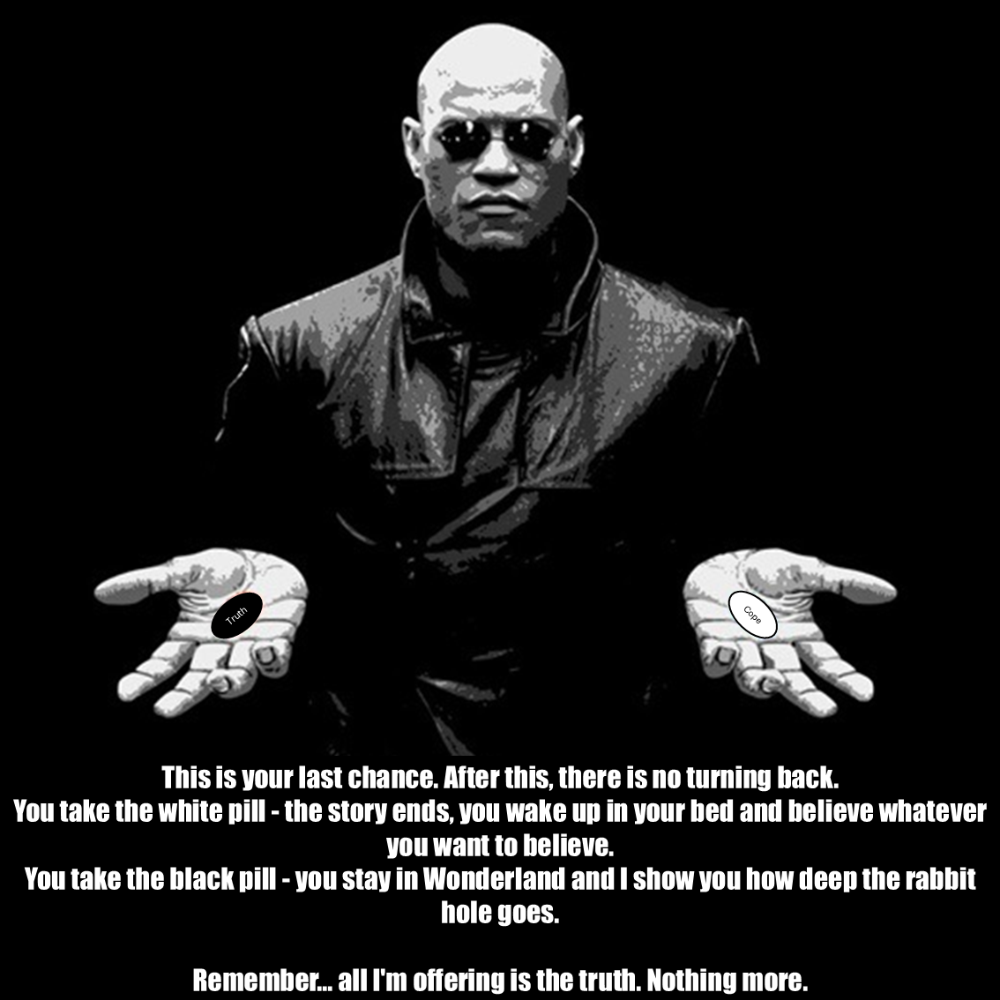 Truth
Cope
This is your last chance. After this, there is no turning back.
You take the white pill - the story ends, you wake up in your bed and believe whatever
you want to believe.
You take the black pill - you stay in Wonderland and I show you how deep the rabbit
hole goes.
Remember... all I'm offering is the truth. Nothing more.